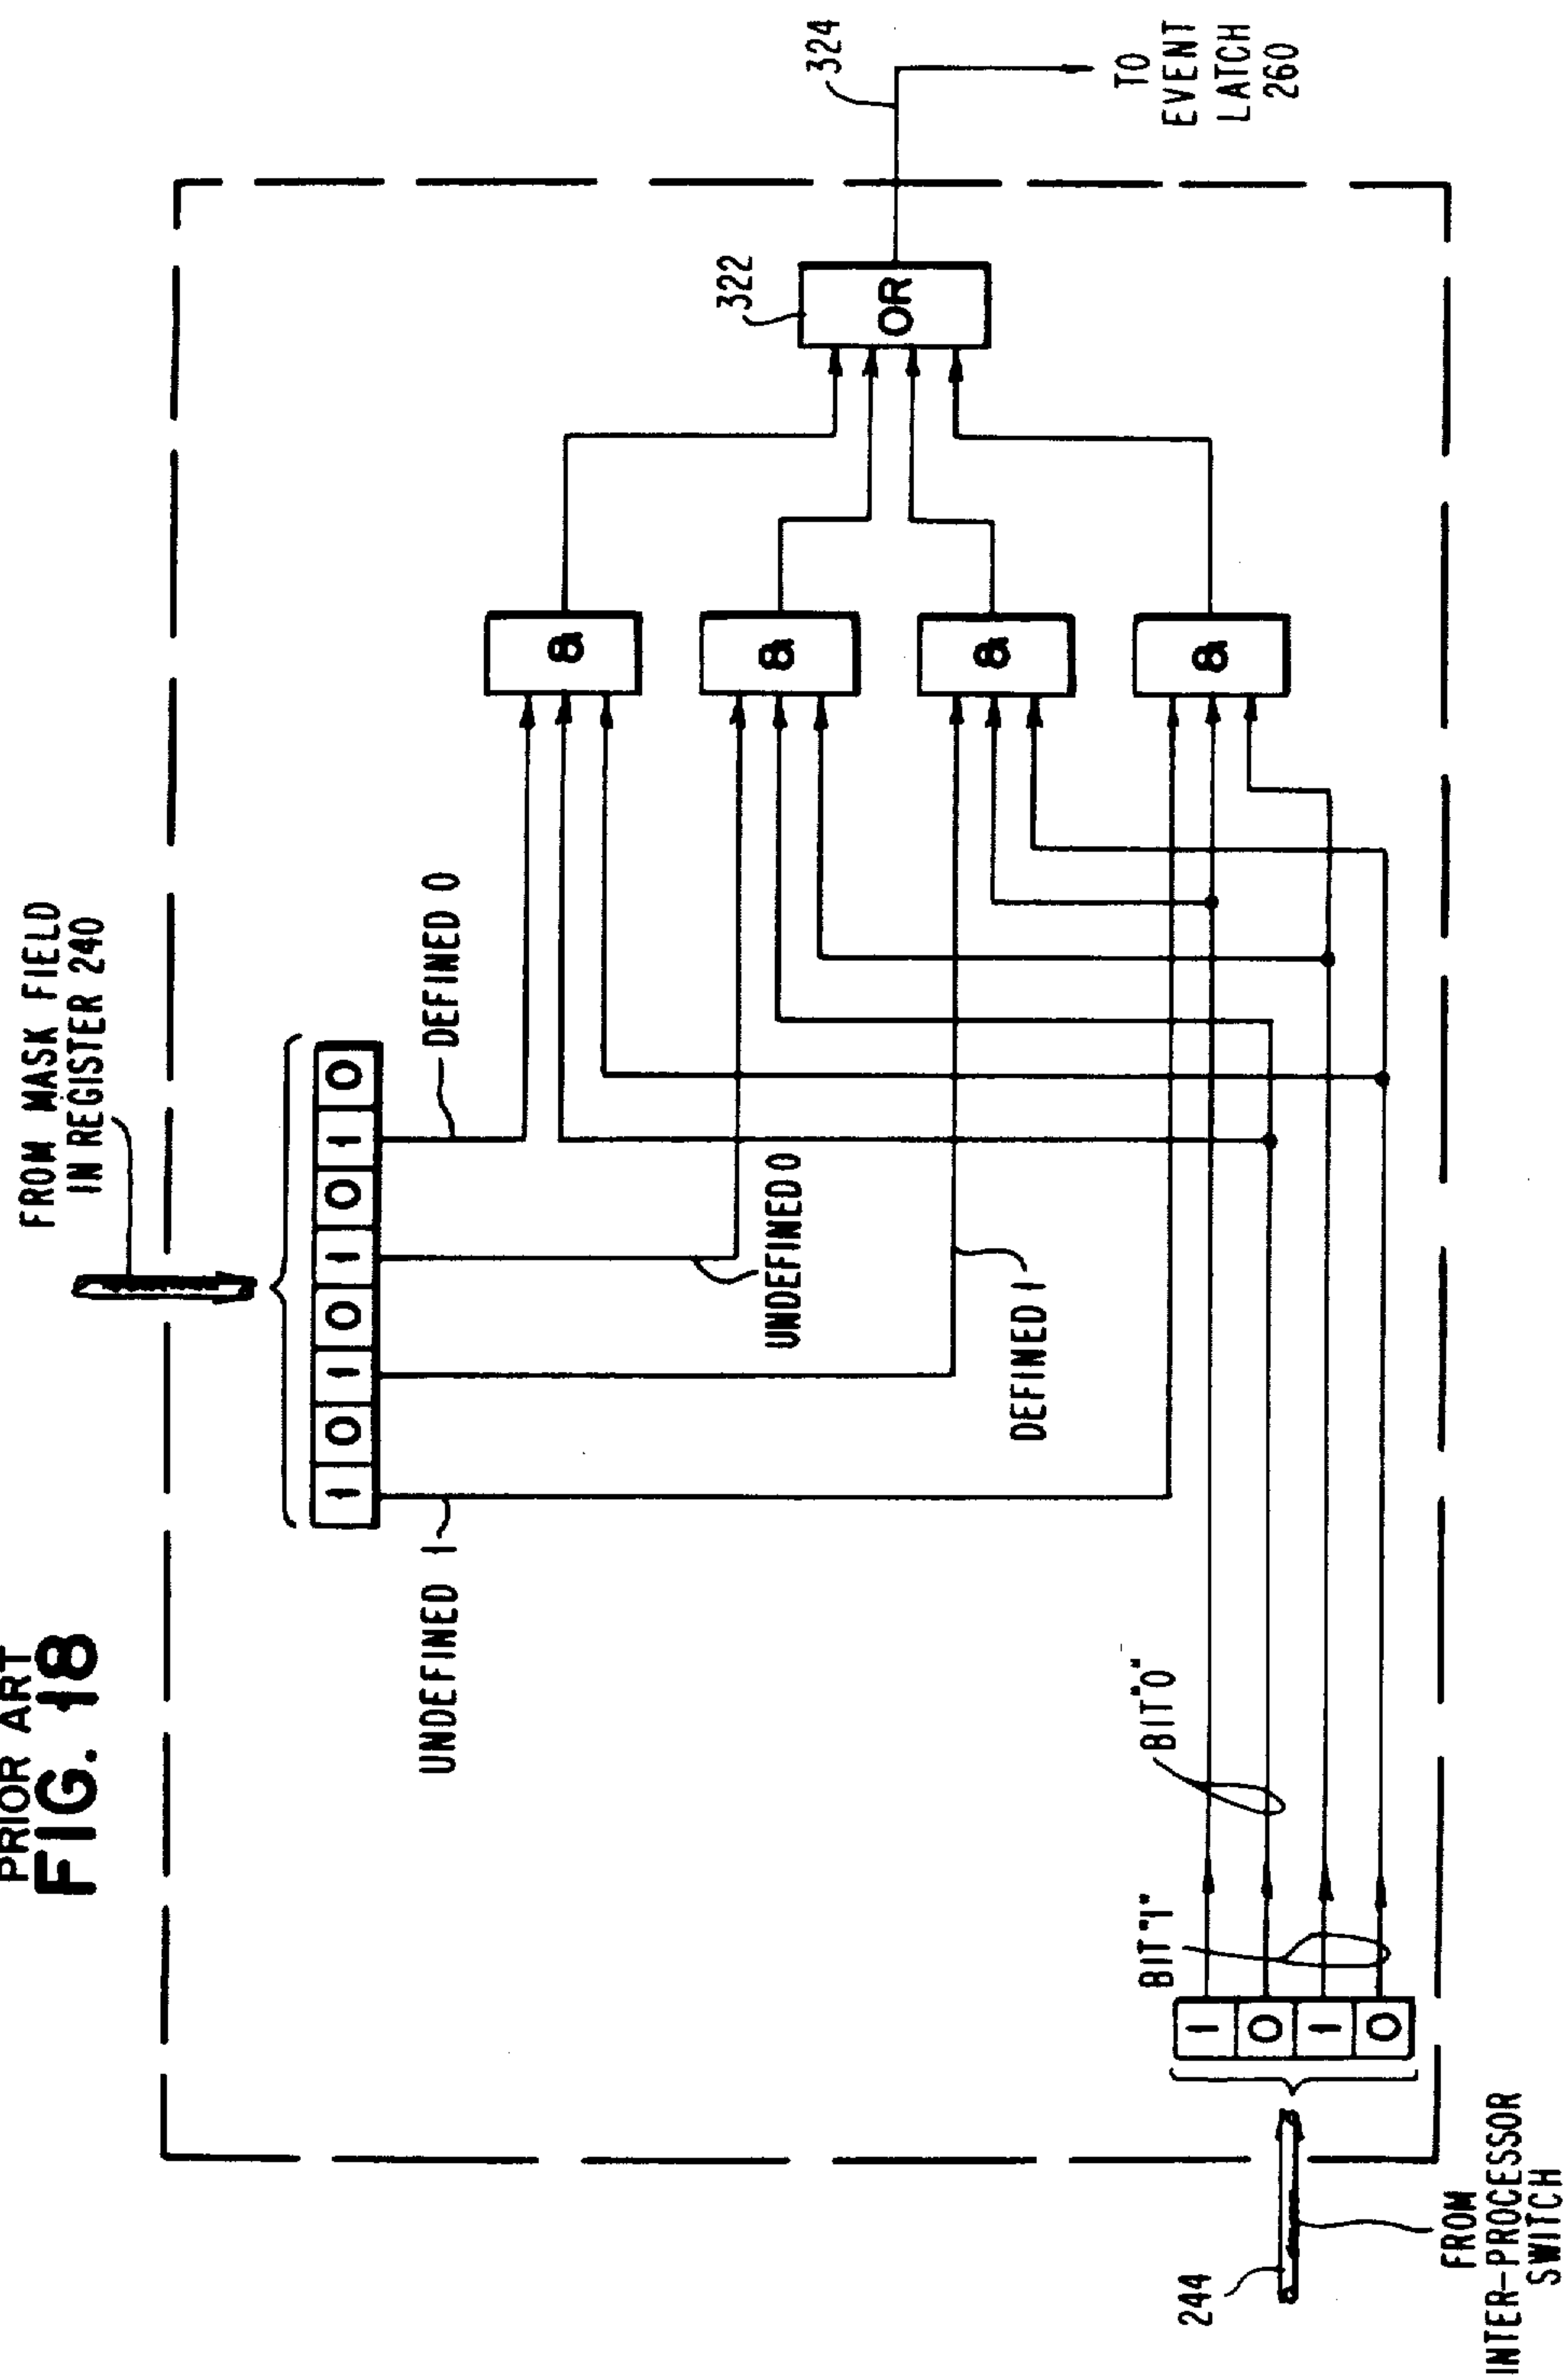 PRIOR ART
FIG. 18
FROM MASK FIELD
IN REGISTER 240
1 0 1 0 1 0 1 0
UNDEFINED 1
DEFINED 0
UNDEFINED 0
DEFINED 1
&
&
&
&
322
OR
324
TO
EVENT
LATCH
260
BIT "1"
BIT "0"
1
0
1
0
244
FROM
INTER-PROCESSOR
SWITCH